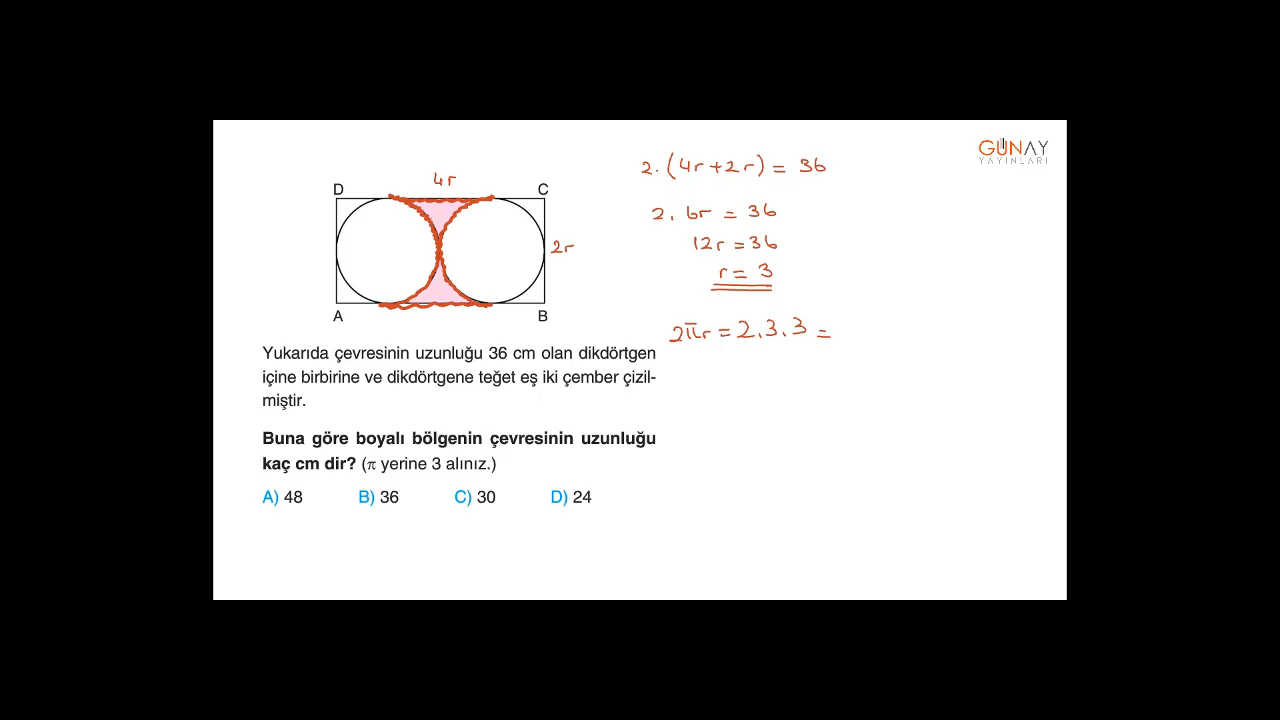 GÜNAY
YAYINLARI
4r
D
C
2r
A
B
2.(4r+2r) = 36
2. 6r = 36
12r = 36
r = 3
2πr = 2.3.3 =
Yukarıda çevresinin uzunluğu 36 cm olan dikdörtgen
içine birbirine ve dikdörtgene teğet eş iki çember çizil-
miştir.
Buna göre boyalı bölgenin çevresinin uzunluğu
kaç cm dir? (π yerine 3 alınız.)
A) 48 B) 36 C) 30 D) 24